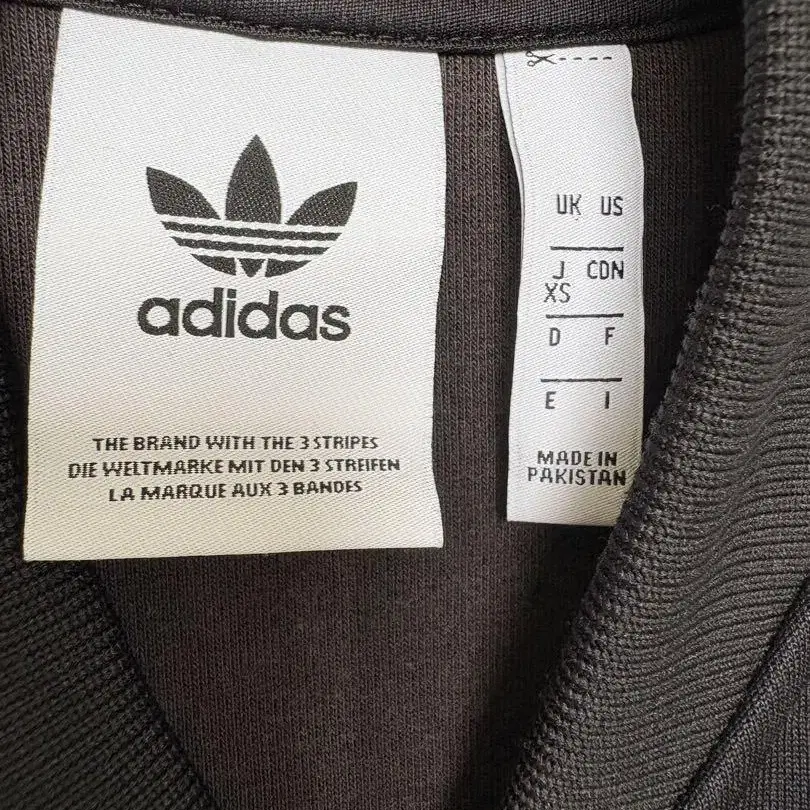 adidas
THE BRAND WITH THE 3 STRIPES
DIE WELTMARKE MIT DEN 3 STREIFEN
LA MARQUE AUX 3 BANDES
UK US
J CDN
XS
D F
E I
MADE IN
PAKISTAN